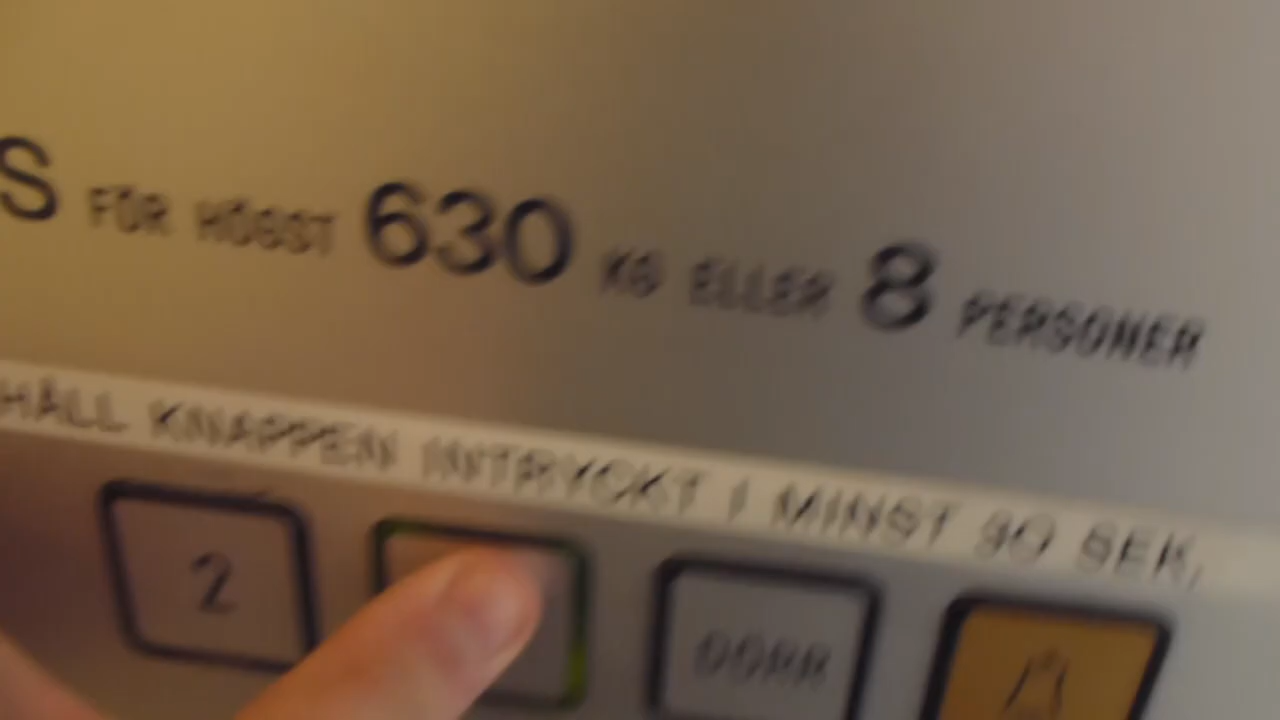 S FÖR HÖGST 630 KG ELLER 8 PERSONER
HÅLL KNAPPEN INTRYCKT I MINST 30 SEK.
2
DÖRR